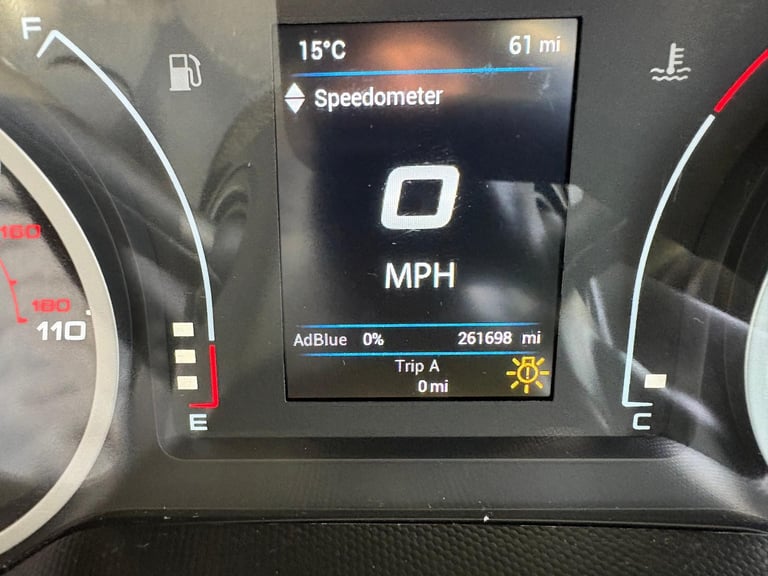 F
15°C 61 mi
Speedometer
0
MPH
160
180
110
AdBlue 0% 261698 mi
Trip A
0 mi
E
C